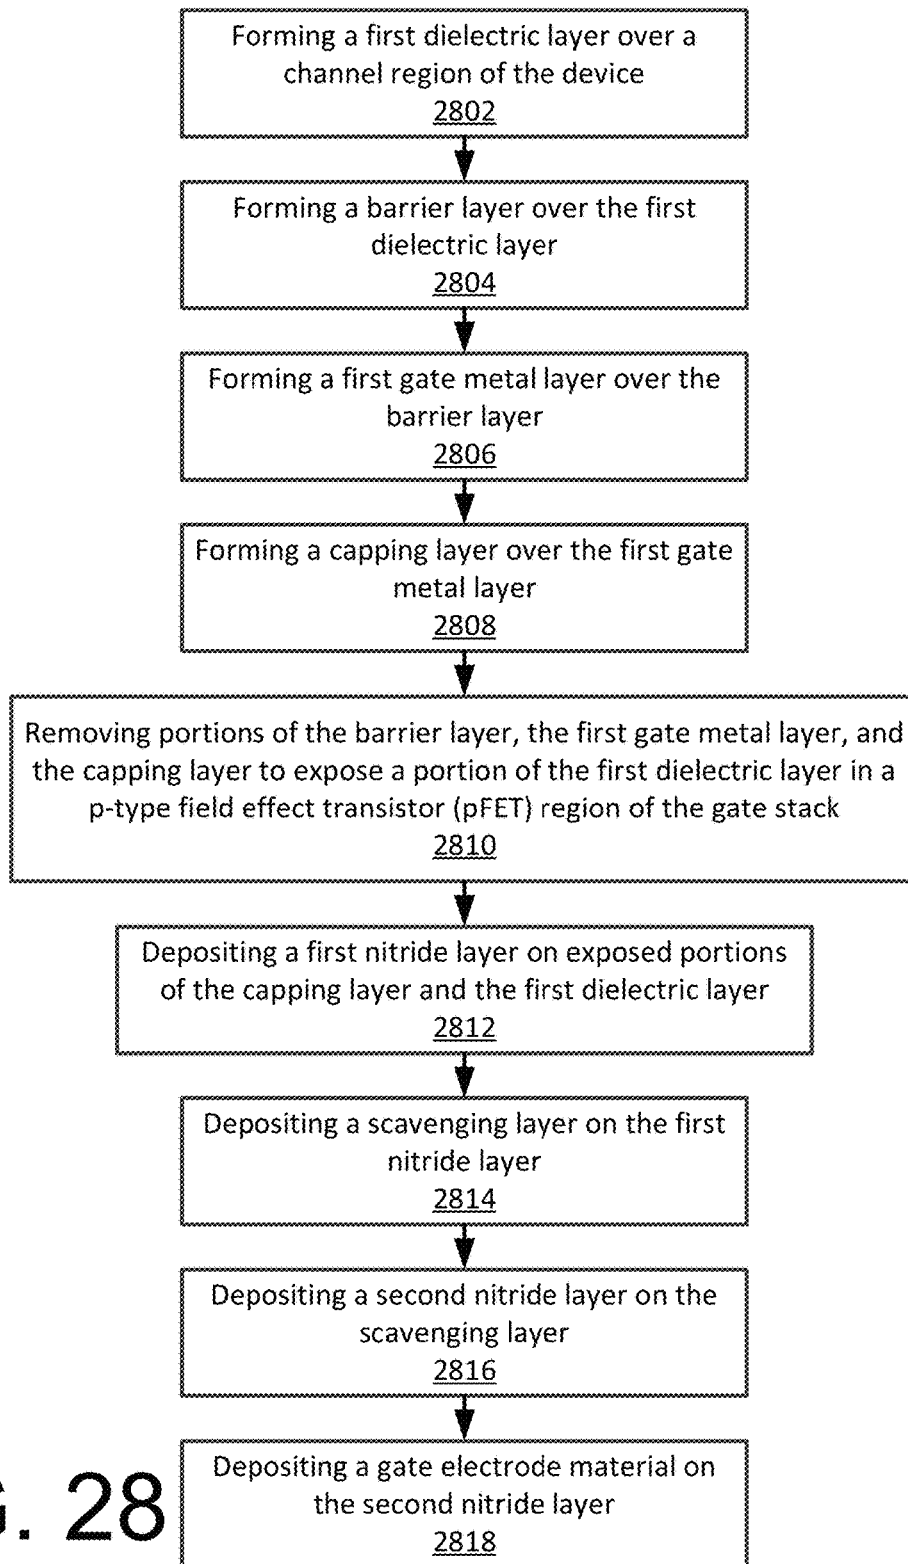 Forming a first dielectric layer over a
channel region of the device
2802
Forming a barrier layer over the first
dielectric layer
2804
Forming a first gate metal layer over the
barrier layer
2806
Forming a capping layer over the first gate
metal layer
2808
Removing portions of the barrier layer, the first gate metal layer, and
the capping layer to expose a portion of the first dielectric layer in a
p-type field effect transistor (pFET) region of the gate stack
2810
Depositing a first nitride layer on exposed portions
of the capping layer and the first dielectric layer
2812
Depositing a scavenging layer on the first
nitride layer
2814
Depositing a second nitride layer on the
scavenging layer
2816
Depositing a gate electrode material on
the second nitride layer
2818
G. 28